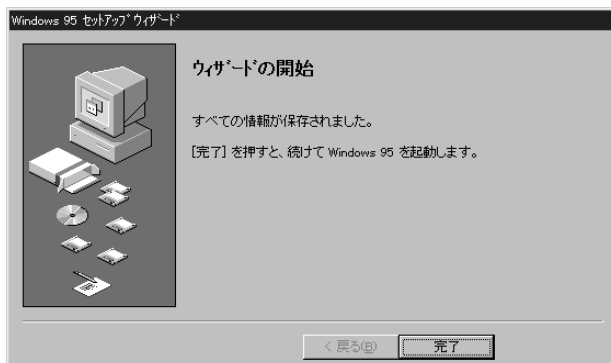 Windows 95 ｾｯﾄｱｯﾌﾟ ｳｨｻﾞｰﾄﾞ
ｳｨｻﾞｰﾄﾞの開始
すべての情報が保存されました。
[完了] を押すと、続けて Windows 95 を起動します。
< 戻る(B)
完了